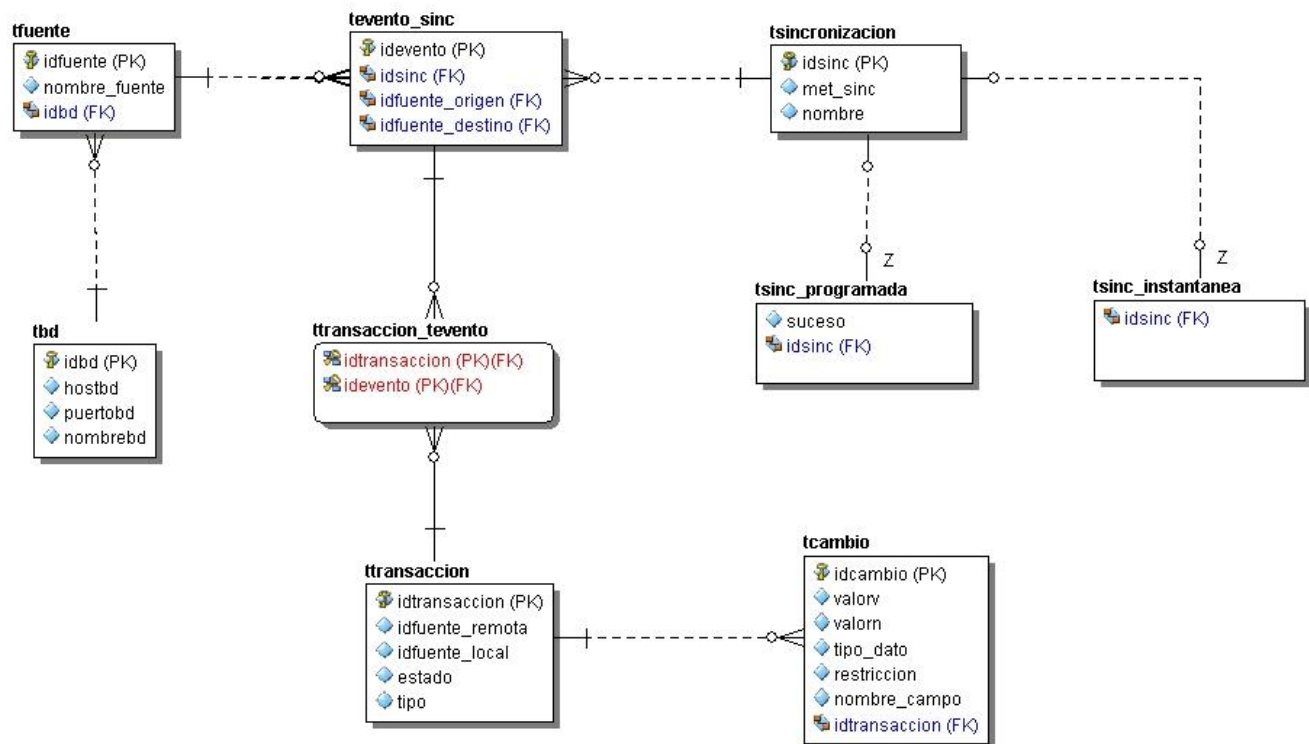 tfuente
idfuente (PK)
nombre_fuente
idbd (FK)
tevento_sinc
idevento (PK)
idsinc (FK)
idfuente_origen (FK)
idfuente_destino (FK)
tsincronizacion
idsinc (PK)
met_sinc
nombre
tbd
idbd (PK)
hostbd
puertobd
nombrebd
ttransaccion_tevento
idtransaccion (PK)(FK)
idevento (PK)(FK)
Z
tsinc_programada
suceso
idsinc (FK)
Z
tsinc_instantanea
idsinc (FK)
ttransaccion
idtransaccion (PK)
idfuente_remota
idfuente_local
estado
tipo
tcambio
idcambio (PK)
valorv
valorn
tipo_dato
restriccion
nombre_campo
idtransaccion (FK)